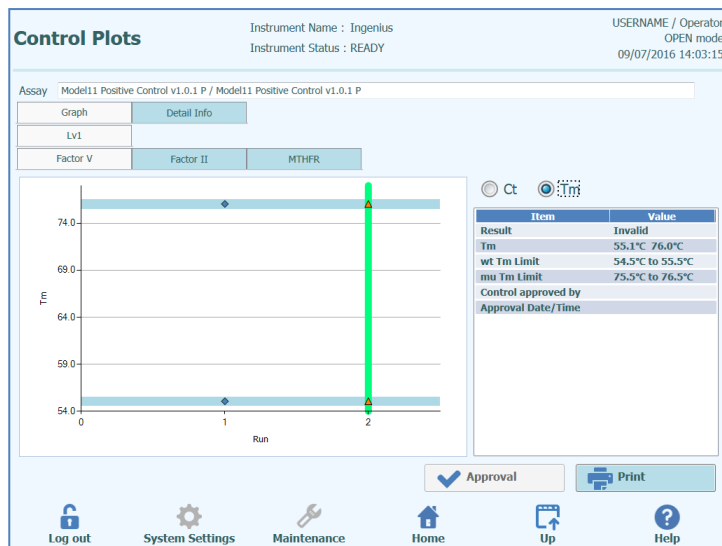 Control Plots
Instrument Name : Ingenius
Instrument Status : READY
USERNAME / Operator
OPEN mode
09/07/2016 14:03:15
Assay Model11 Positive Control v1.0.1 P / Model11 Positive Control v1.0.1 P
Graph Detail Info
Lv1
Factor V Factor II MTHFR
Ct Tm
74.0
69.0
64.0
59.0
54.0
Tm
0 1 2
Run
Item Value
Result Invalid
Tm 55.1℃ 76.0℃
wt Tm Limit 54.5℃ to 55.5℃
mu Tm Limit 75.5℃ to 76.5℃
Control approved by
Approval Date/Time
Approval Print
Log out System Settings Maintenance Home Up Help